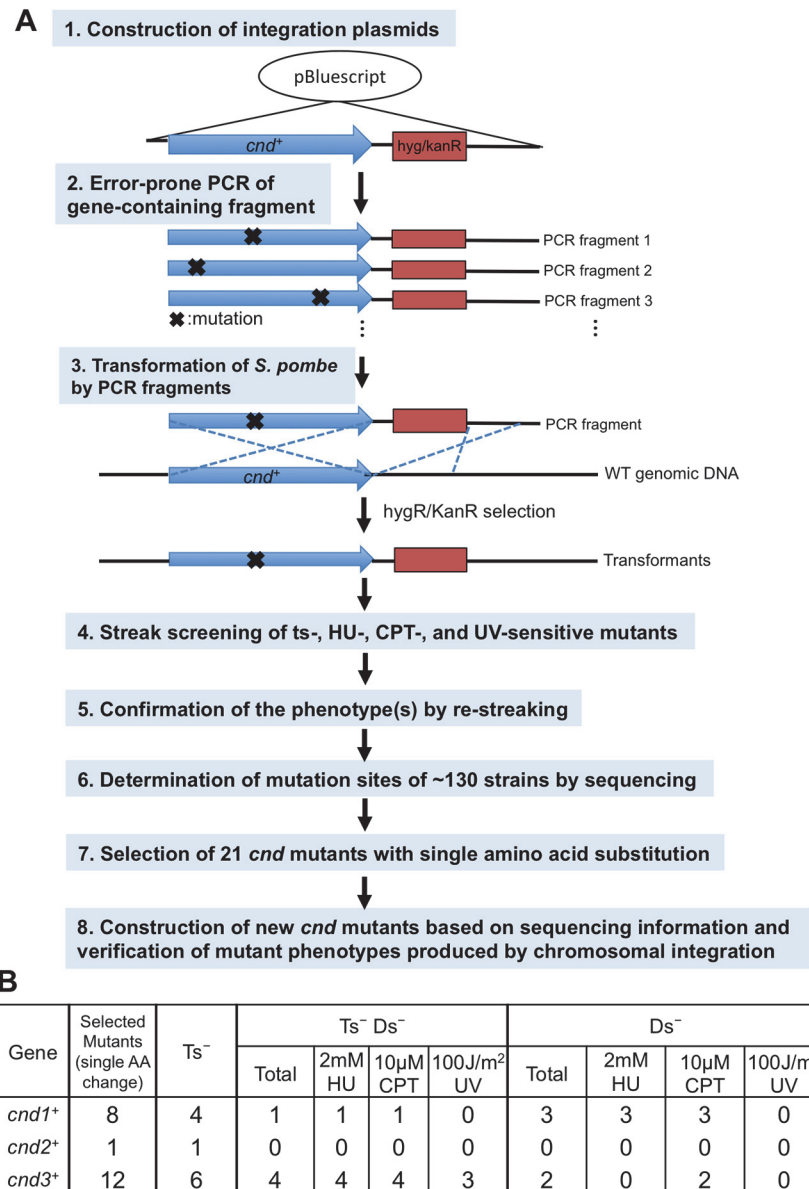 A
1. Construction of integration plasmids
pBluescript
cnd⁺
hyg/kanR
2. Error-prone PCR of
gene-containing fragment
PCR fragment 1
PCR fragment 2
PCR fragment 3
:mutation
3. Transformation of S. pombe
by PCR fragments
PCR fragment
cnd⁺
WT genomic DNA
hygR/KanR selection
Transformants
4. Streak screening of ts-, HU-, CPT-, and UV-sensitive mutants
5. Confirmation of the phenotype(s) by re-streaking
6. Determination of mutation sites of ~130 strains by sequencing
7. Selection of 21 cnd mutants with single amino acid substitution
8. Construction of new cnd mutants based on sequencing information and
verification of mutant phenotypes produced by chromosomal integration
B
Gene
Selected
Mutants
(single AA
change)
Ts⁻
Ts⁻ Ds⁻
Ds⁻
Total
2mM
HU
10µM
CPT
100J/m²
UV
Total
2mM
HU
10µM
CPT
100J/m
UV
cnd1⁺ 8 4 1 1 1 0 3 3 3 0
cnd2⁺ 1 1 0 0 0 0 0 0 0 0
cnd3⁺ 12 6 4 4 4 3 2 0 2 0